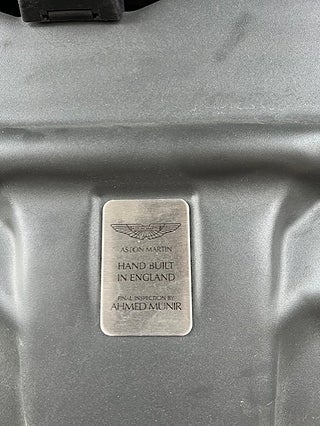 ASTON MARTIN
HAND BUILT
IN ENGLAND
FINAL INSPECTION BY
AHMED MUNIR